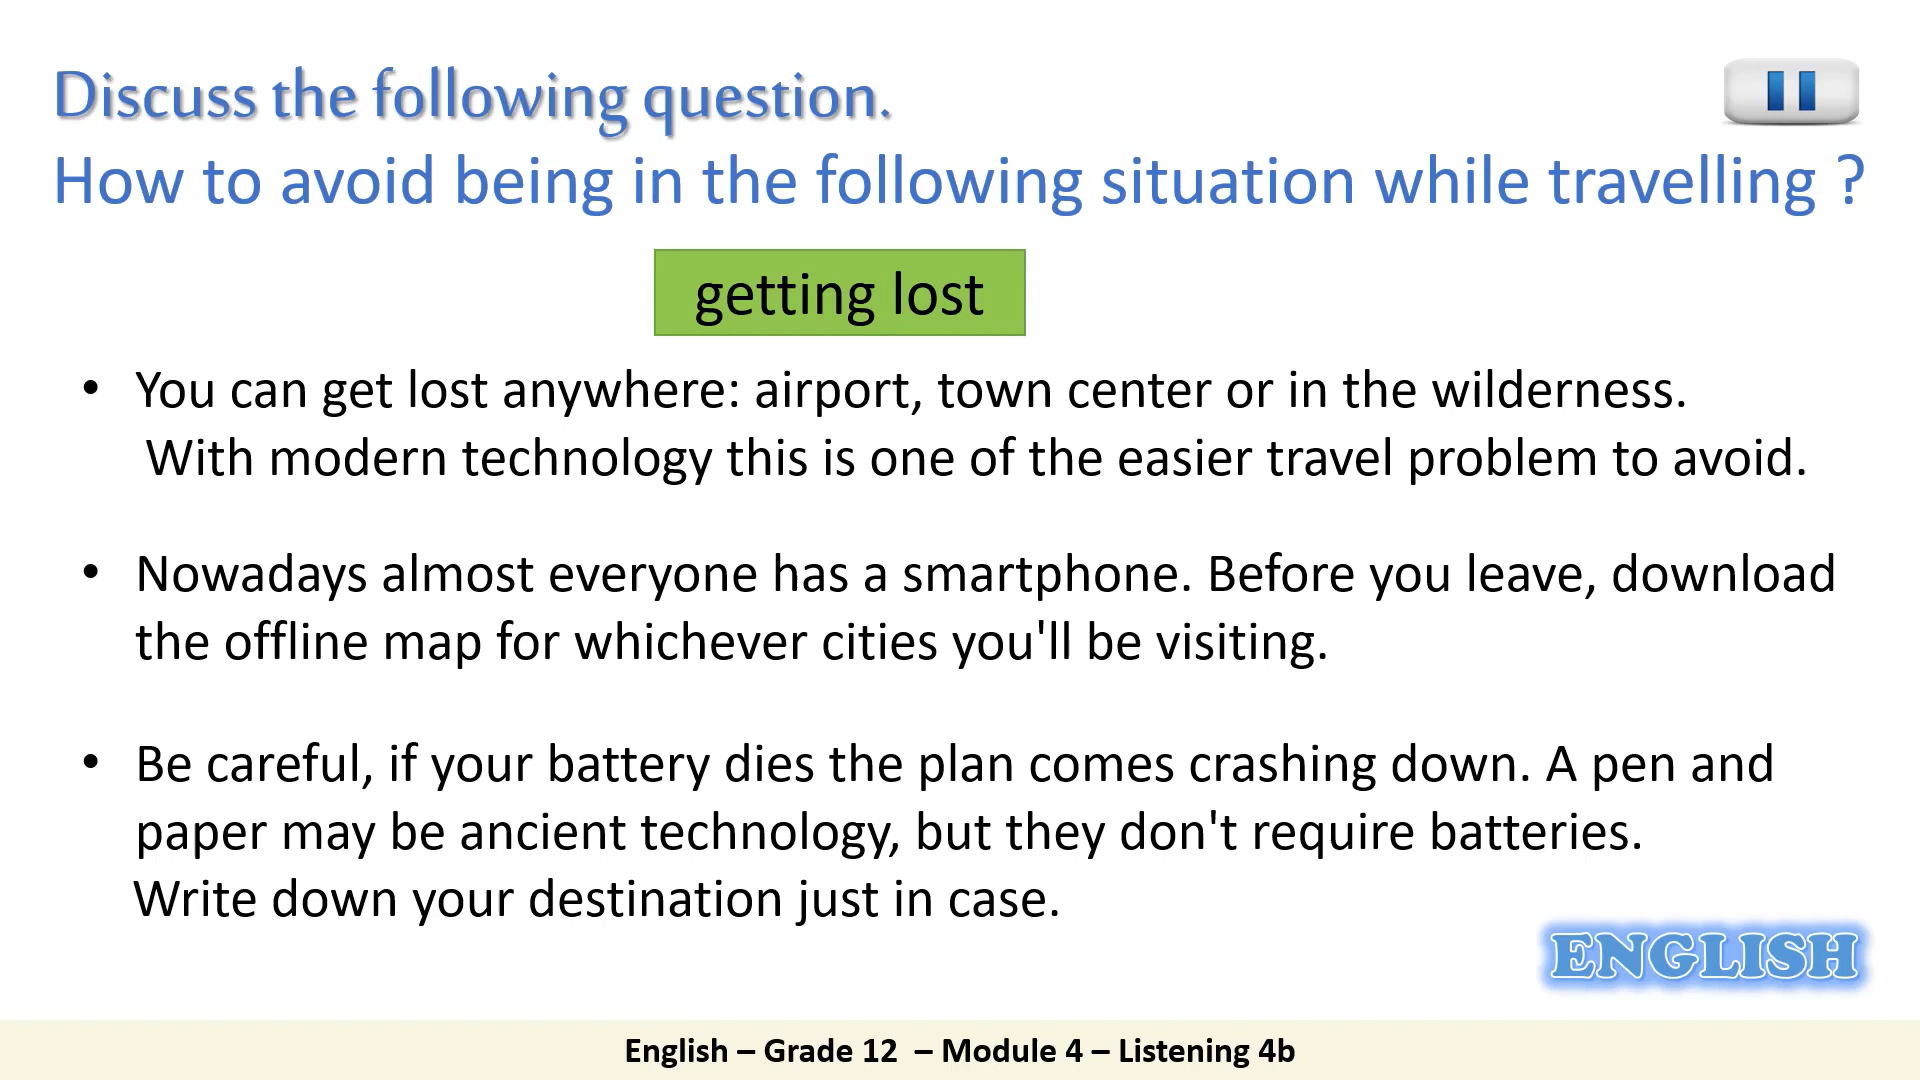 Discuss the following question.
How to avoid being in the following situation while travelling ?
getting lost
• You can get lost anywhere: airport, town center or in the wilderness.
With modern technology this is one of the easier travel problem to avoid.
• Nowadays almost everyone has a smartphone. Before you leave, download
the offline map for whichever cities you'll be visiting.
• Be careful, if your battery dies the plan comes crashing down. A pen and
paper may be ancient technology, but they don't require batteries.
Write down your destination just in case.
ENGLISH
English – Grade 12 – Module 4 – Listening 4b